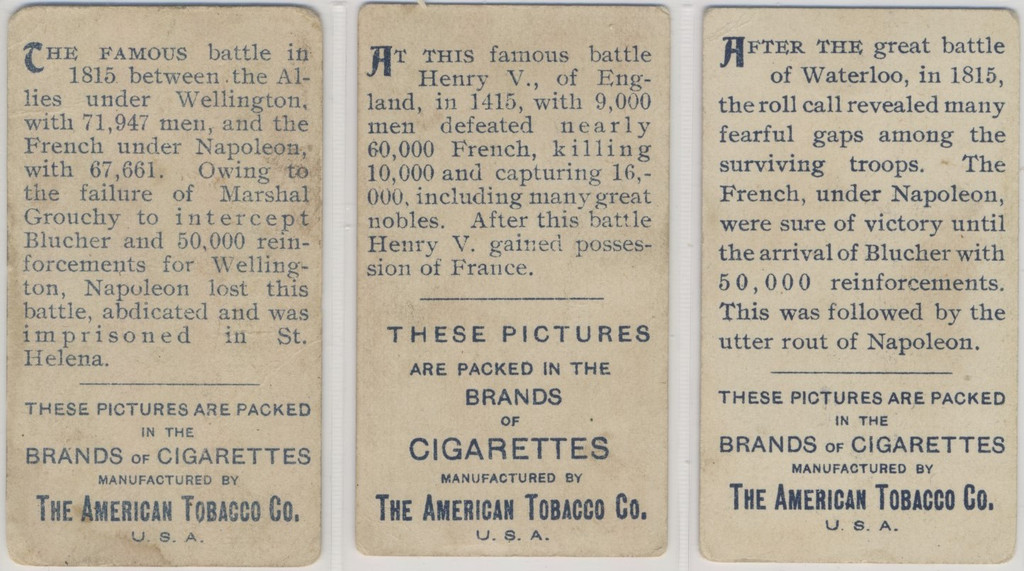 THE FAMOUS battle in
1815 between the Al-
lies under Wellington,
with 71,947 men, and the
French under Napoleon,
with 67,661. Owing to
the failure of Marshal
Grouchy to intercept
Blucher and 50,000 rein-
forcements for Welling-
ton, Napoleon lost this
battle, abdicated and was
imprisoned in St.
Helena.
THESE PICTURES ARE PACKED
IN THE
BRANDS OF CIGARETTES
MANUFACTURED BY
THE AMERICAN TOBACCO CO.
U. S. A.
AT THIS famous battle
Henry V., of Eng-
land, in 1415, with 9,000
men defeated nearly
60,000 French, killing
10,000 and capturing 16,-
000, including many great
nobles. After this battle
Henry V. gained posses-
sion of France.
THESE PICTURES
ARE PACKED IN THE
BRANDS
OF
CIGARETTES
MANUFACTURED BY
THE AMERICAN TOBACCO CO.
U. S. A.
AFTER THE great battle
of Waterloo, in 1815,
the roll call revealed many
fearful gaps among the
surviving troops. The
French, under Napoleon,
were sure of victory until
the arrival of Blucher with
50,000 reinforcements.
This was followed by the
utter rout of Napoleon.
THESE PICTURES ARE PACKED
IN THE
BRANDS OF CIGARETTES
MANUFACTURED BY
THE AMERICAN TOBACCO CO.
U. S. A.